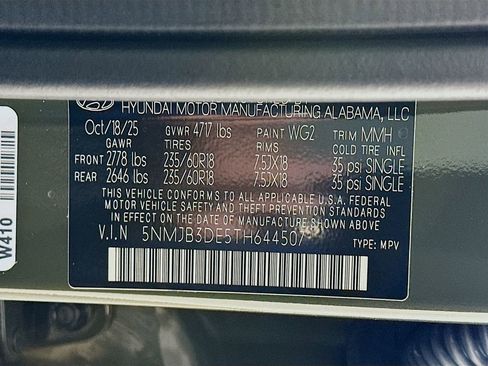 HYUNDAI MOTOR MANUFACTURING ALABAMA, LLC
Oct/18/25 GVWR 4717 lbs PAINT WG2 TRIM MMH
GAWR TIRES RIMS COLD TIRE INFL
FRONT 2778 lbs 235/60R18 7.5JX18 35 psi SINGLE
REAR 2646 lbs 235/60R18 7.5JX18 35 psi SINGLE
THIS VEHICLE CONFORMS TO ALL APPLICABLE U.S.A. FEDERAL
MOTOR VEHICLE SAFETY AND THEFT PREVENTION STANDARDS
IN EFFECT ON THE DATE OF MANUFACTURE SHOWN ABOVE
V.I.N 5NMJB3DE5TH644507
TYPE: MPV
W410